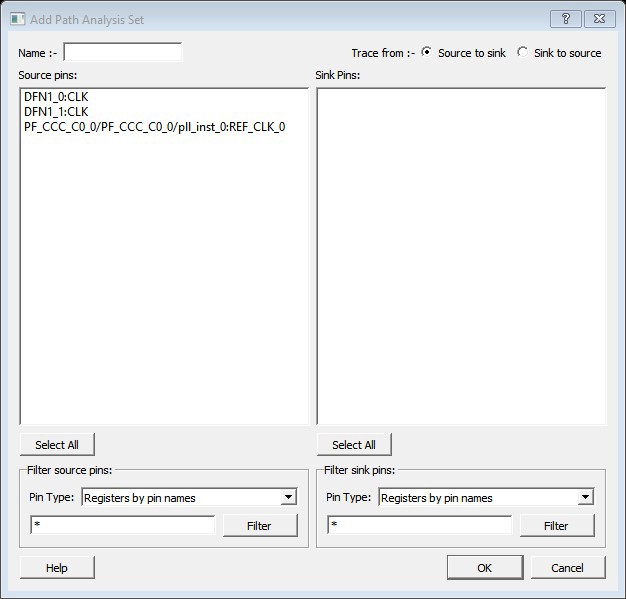 Add Path Analysis Set
Name :-
Trace from :- Source to sink Sink to source
Source pins:
Sink Pins:
DFN1_0:CLK
DFN1_1:CLK
PF_CCC_C0_0/PF_CCC_C0_0/pll_inst_0:REF_CLK_0
Select All
Select All
Filter source pins:
Filter sink pins:
Pin Type: Registers by pin names
Pin Type: Registers by pin names
* Filter
* Filter
Help
OK
Cancel